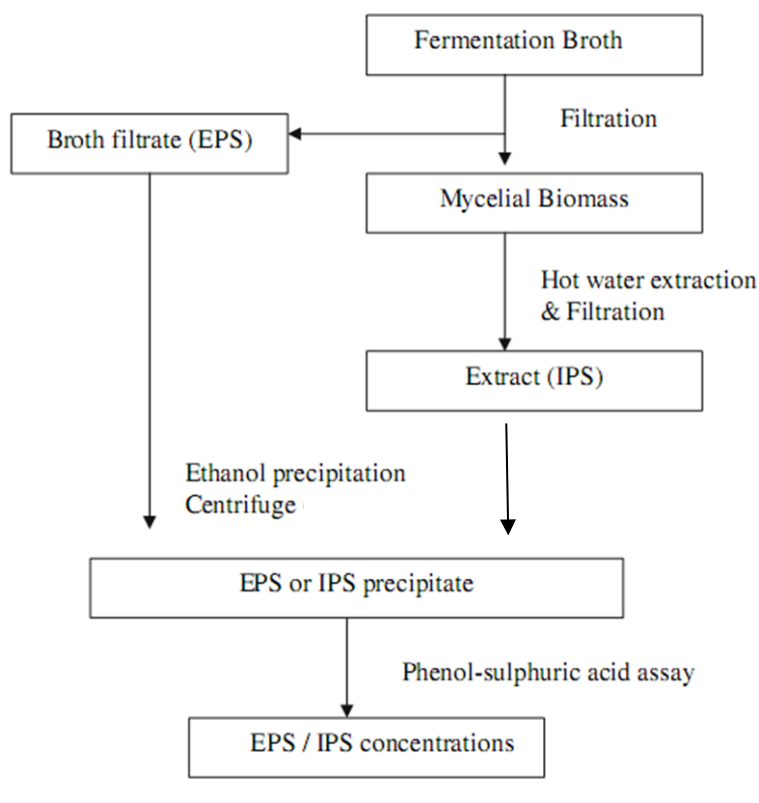 Fermentation Broth
Filtration
Broth filtrate (EPS)
Mycelial Biomass
Hot water extraction
& Filtration
Extract (IPS)
Ethanol precipitation
Centrifuge
EPS or IPS precipitate
Phenol-sulphuric acid assay
EPS / IPS concentrations